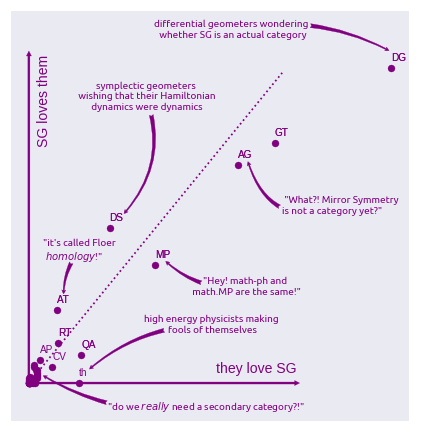 differential geometers wondering
whether SG is an actual category
DG
SG loves them
symplectic geometers
wishing that their Hamiltonian
dynamics were dynamics
GT
AG
"What?! Mirror Symmetry
is not a category yet?"
DS
"it's called Floer
homology!"
MP
"Hey! math-ph and
math.MP are the same!"
AT
high energy physicists making
fools of themselves
RT
QA
AP
CV
th
they love SG
"do we really need a secondary category?!"